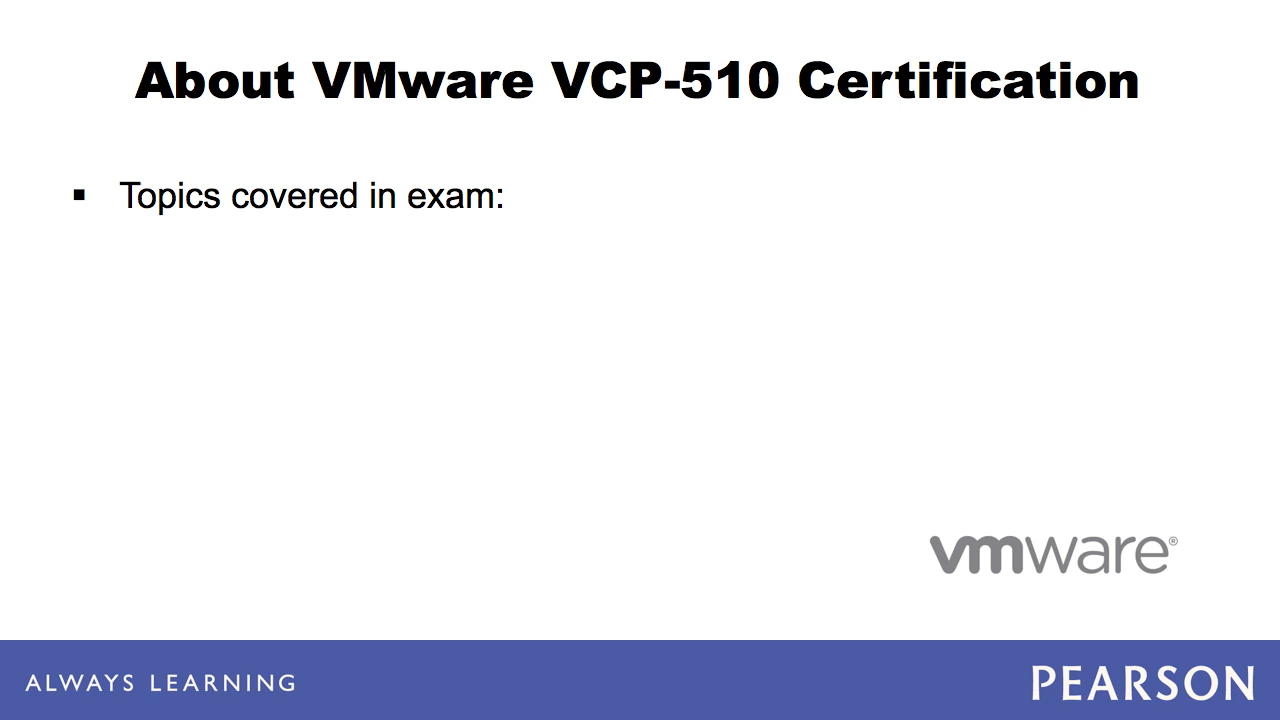 About VMware VCP-510 Certification
▪ Topics covered in exam:
vmware®
ALWAYS LEARNING
PEARSON